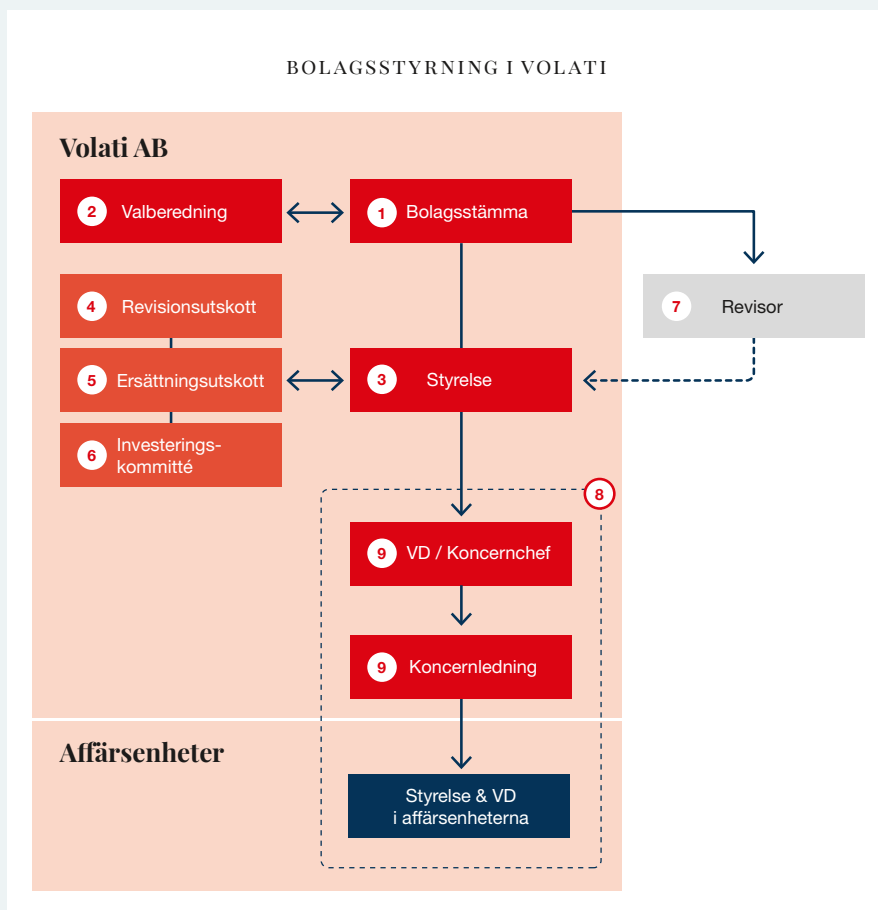 BOLAGSSTYRNING I VOLATI
Volati AB
2 Valberedning
1 Bolagsstämma
4 Revisionsutskott
7 Revisor
5 Ersättningsutskott
3 Styrelse
6 Investerings-
kommitté
8
9 VD / Koncernchef
9 Koncernledning
Affärsenheter
Styrelse & VD
i affärsenheterna